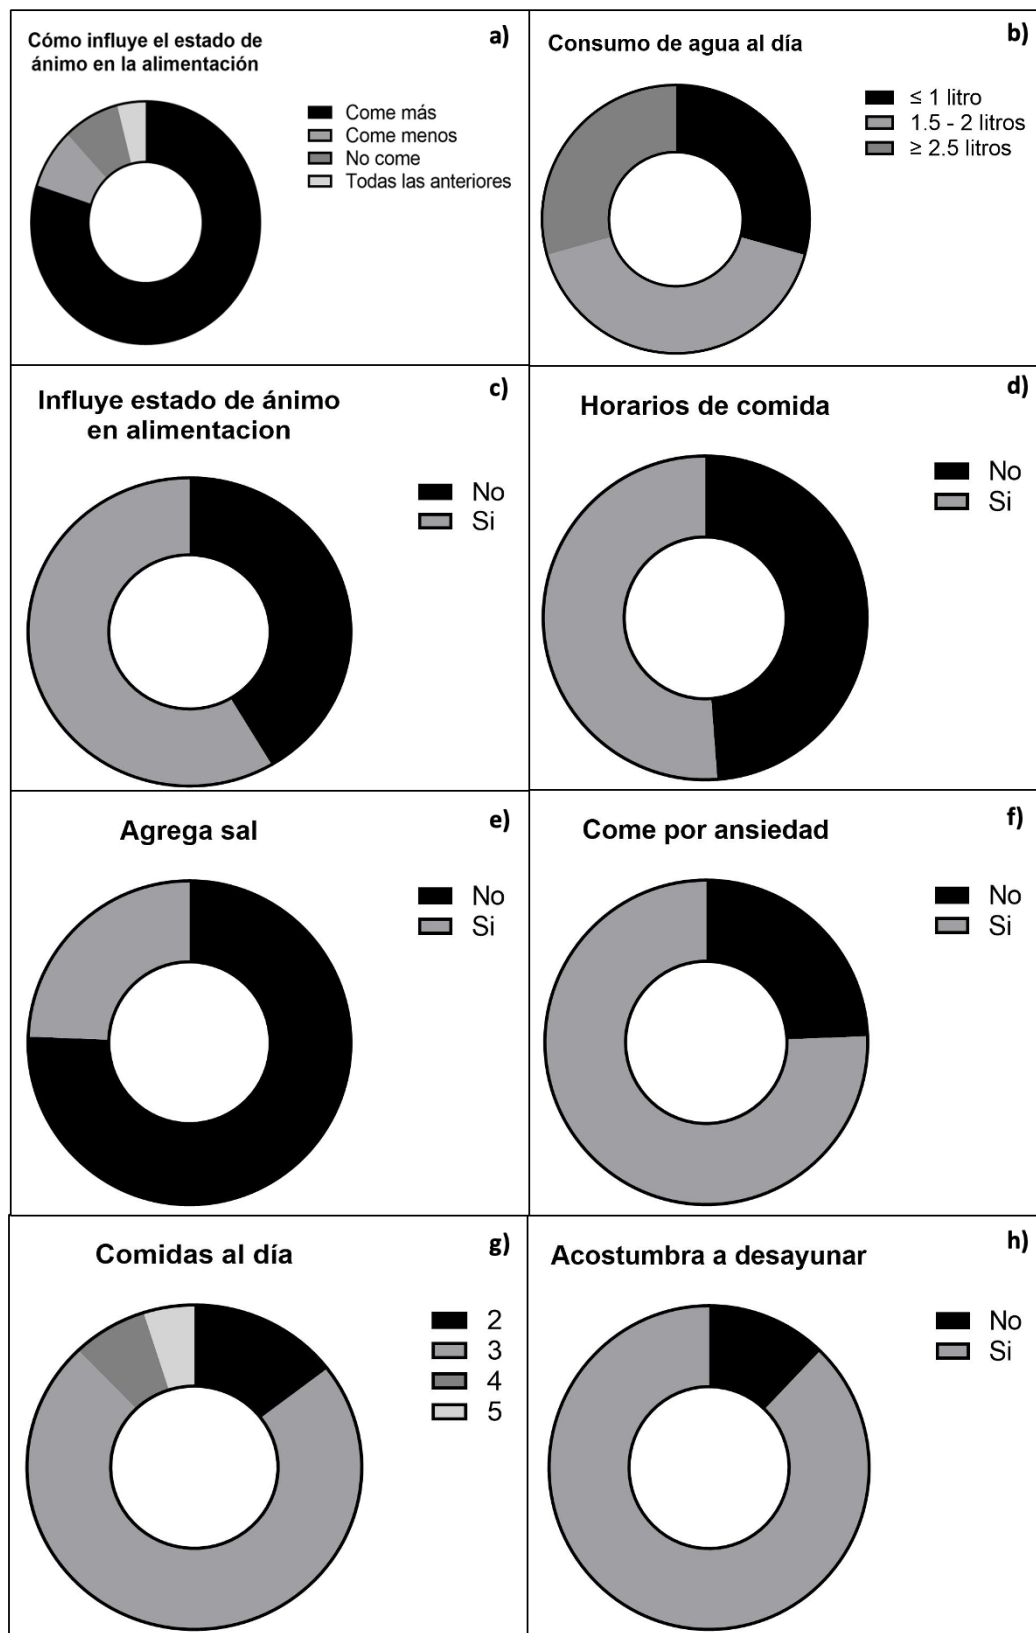 Cómo influye el estado de
ánimo en la alimentación
a)
Come más
Come menos
No come
Todas las anteriores
Consumo de agua al día
b)
≤ 1 litro
1.5 - 2 litros
≥ 2.5 litros
Influye estado de ánimo
en alimentacion
c)
No
Si
Horarios de comida
d)
No
Si
Agrega sal
e)
No
Si
Come por ansiedad
f)
No
Si
Comidas al día
g)
2
3
4
5
Acostumbra a desayunar
h)
No
Si